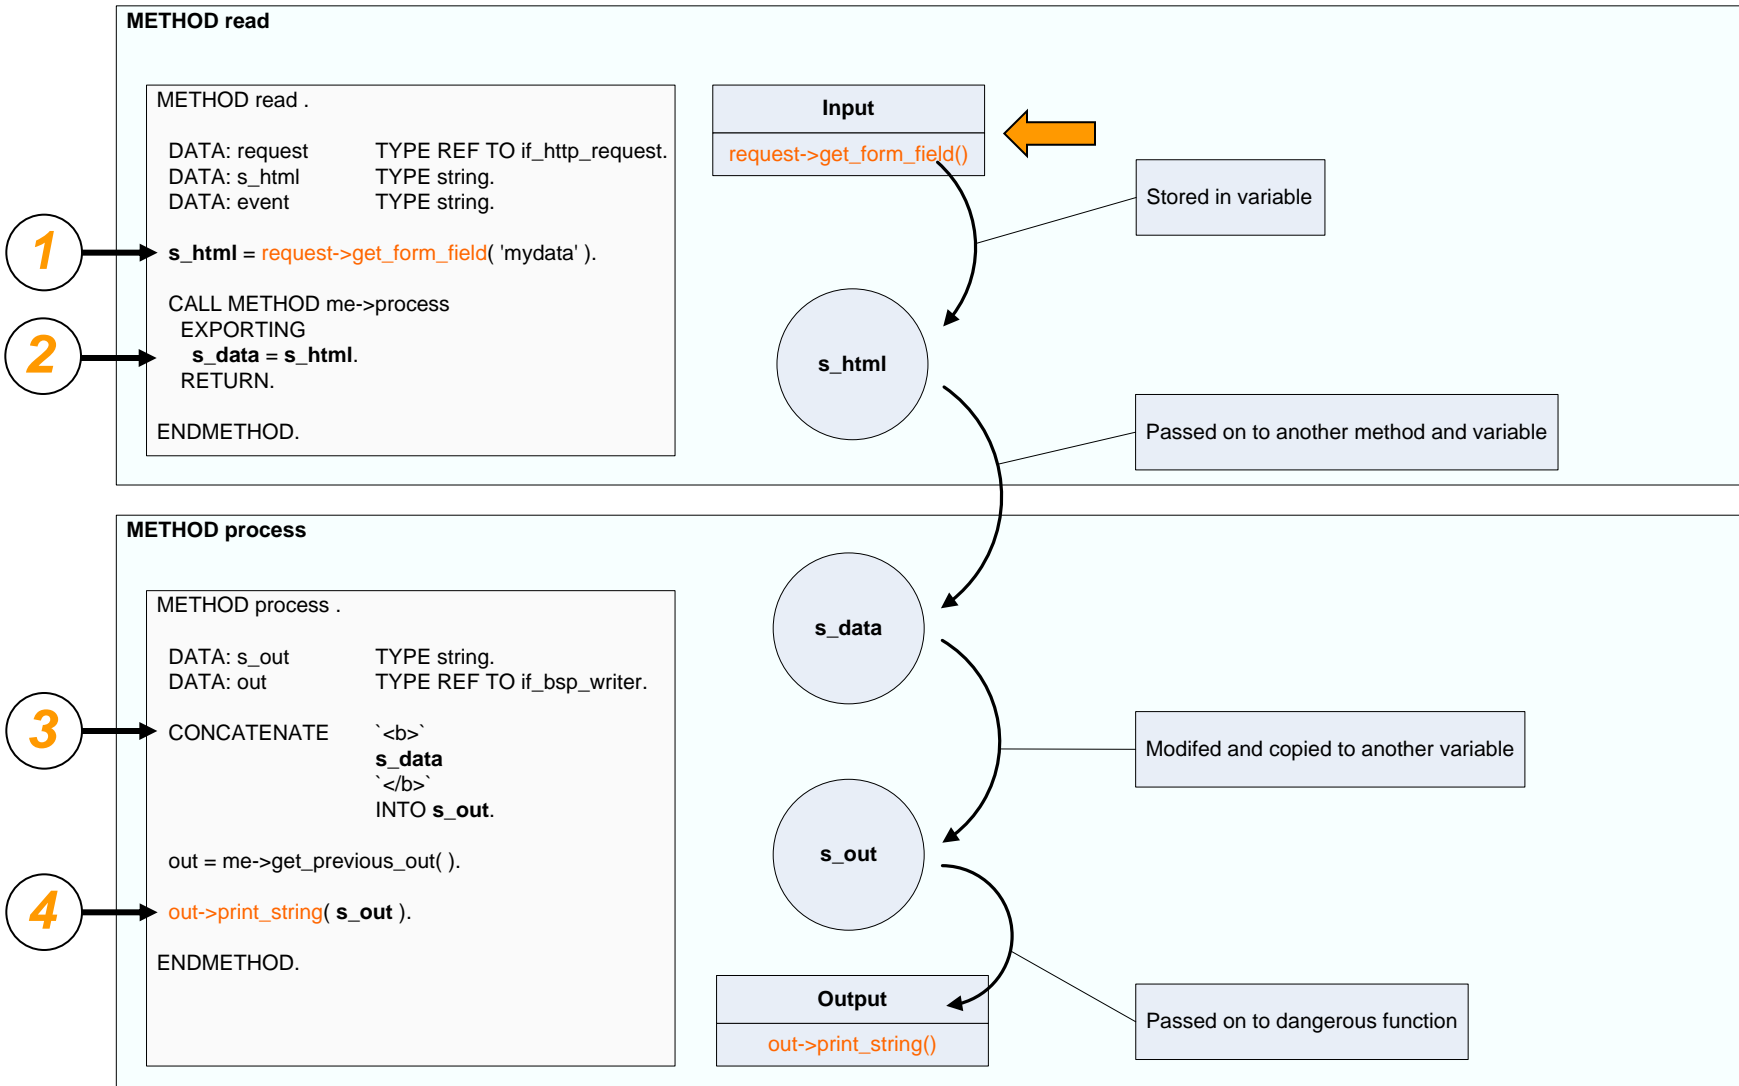 METHOD read
METHOD read .
DATA: request TYPE REF TO if_http_request.
DATA: s_html TYPE string.
DATA: event TYPE string.
s_html = request->get_form_field( 'mydata' ).
CALL METHOD me->process
EXPORTING
s_data = s_html.
RETURN.
ENDMETHOD.
1
2
Input
request->get_form_field()
Stored in variable
s_html
Passed on to another method and variable
METHOD process
METHOD process .
DATA: s_out TYPE string.
DATA: out TYPE REF TO if_bsp_writer.
CONCATENATE `<b>`
s_data
`</b>`
INTO s_out.
out = me->get_previous_out( ).
out->print_string( s_out ).
ENDMETHOD.
3
4
s_data
Modifed and copied to another variable
s_out
Output
out->print_string()
Passed on to dangerous function